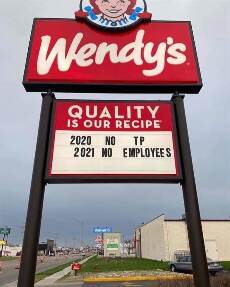 Wendy's
QUALITY
IS OUR RECIPE
2020 NO TP
2021 NO EMPLOYEES